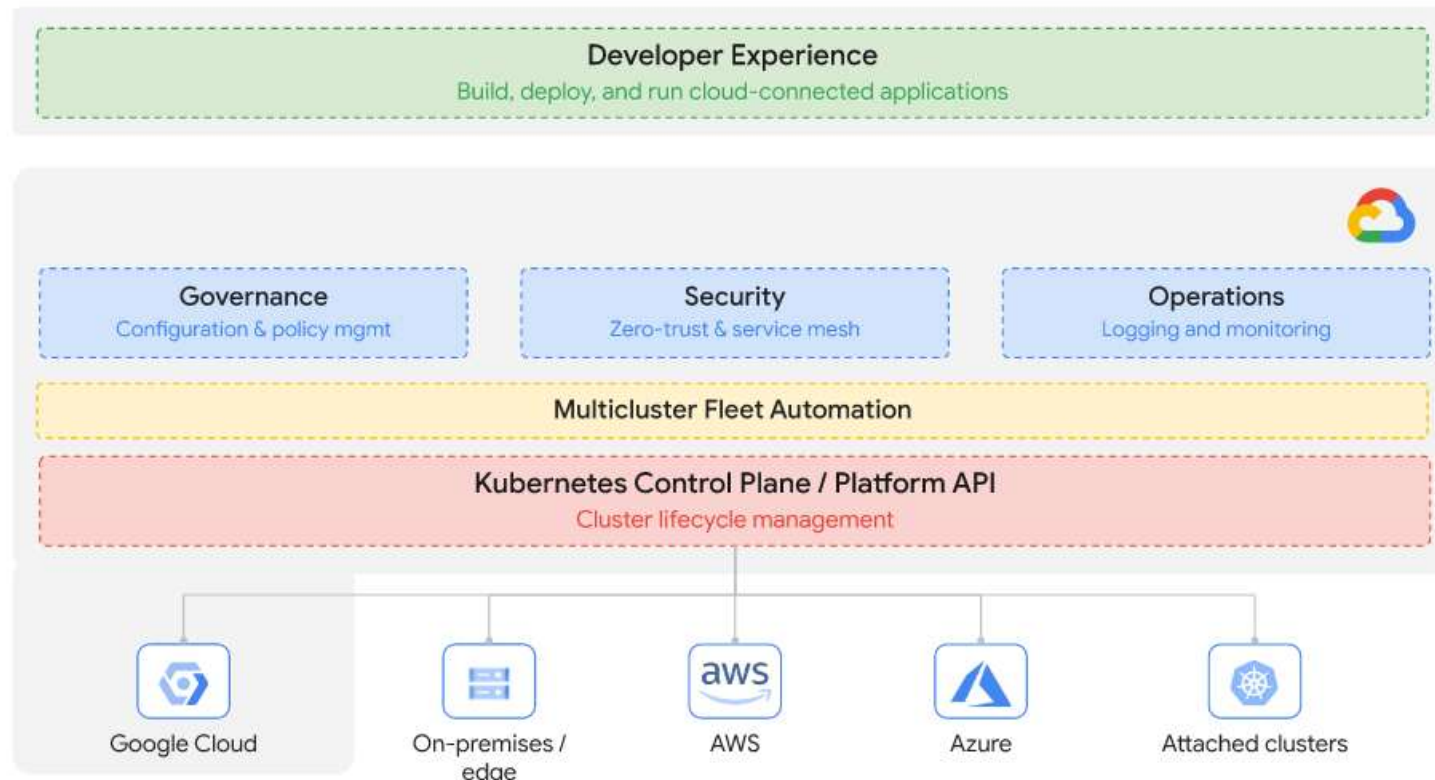 Developer Experience
Build, deploy, and run cloud-connected applications
Governance
Configuration & policy mgmt
Security
Zero-trust & service mesh
Operations
Logging and monitoring
Multicluster Fleet Automation
Kubernetes Control Plane / Platform API
Cluster lifecycle management
aws
Google Cloud
On-premises /
edge
AWS
Azure
Attached clusters